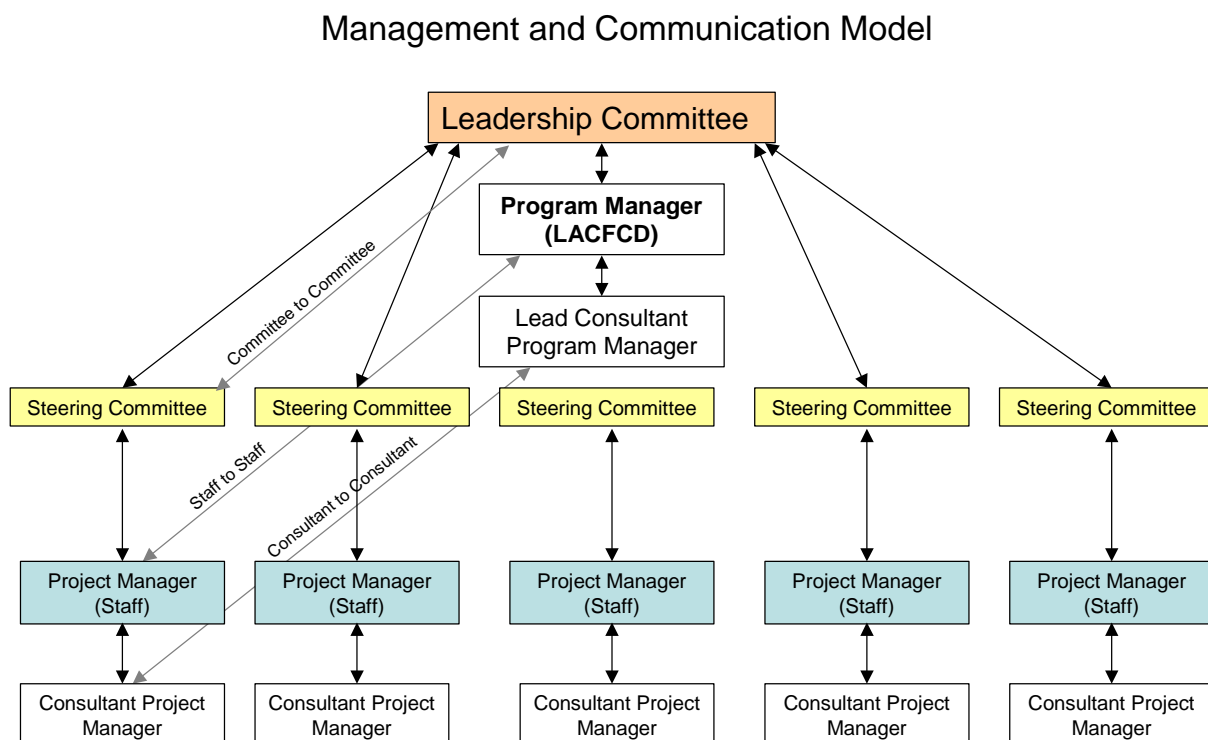 Management and Communication Model
Leadership Committee
Program Manager
(LACFCD)
Committee to Committee
Lead Consultant
Program Manager
Steering Committee
Steering Committee
Steering Committee
Steering Committee
Steering Committee
Staff to Staff
Consultant to Consultant
Project Manager
(Staff)
Project Manager
(Staff)
Project Manager
(Staff)
Project Manager
(Staff)
Project Manager
(Staff)
Consultant Project
Manager
Consultant Project
Manager
Consultant Project
Manager
Consultant Project
Manager
Consultant Project
Manager